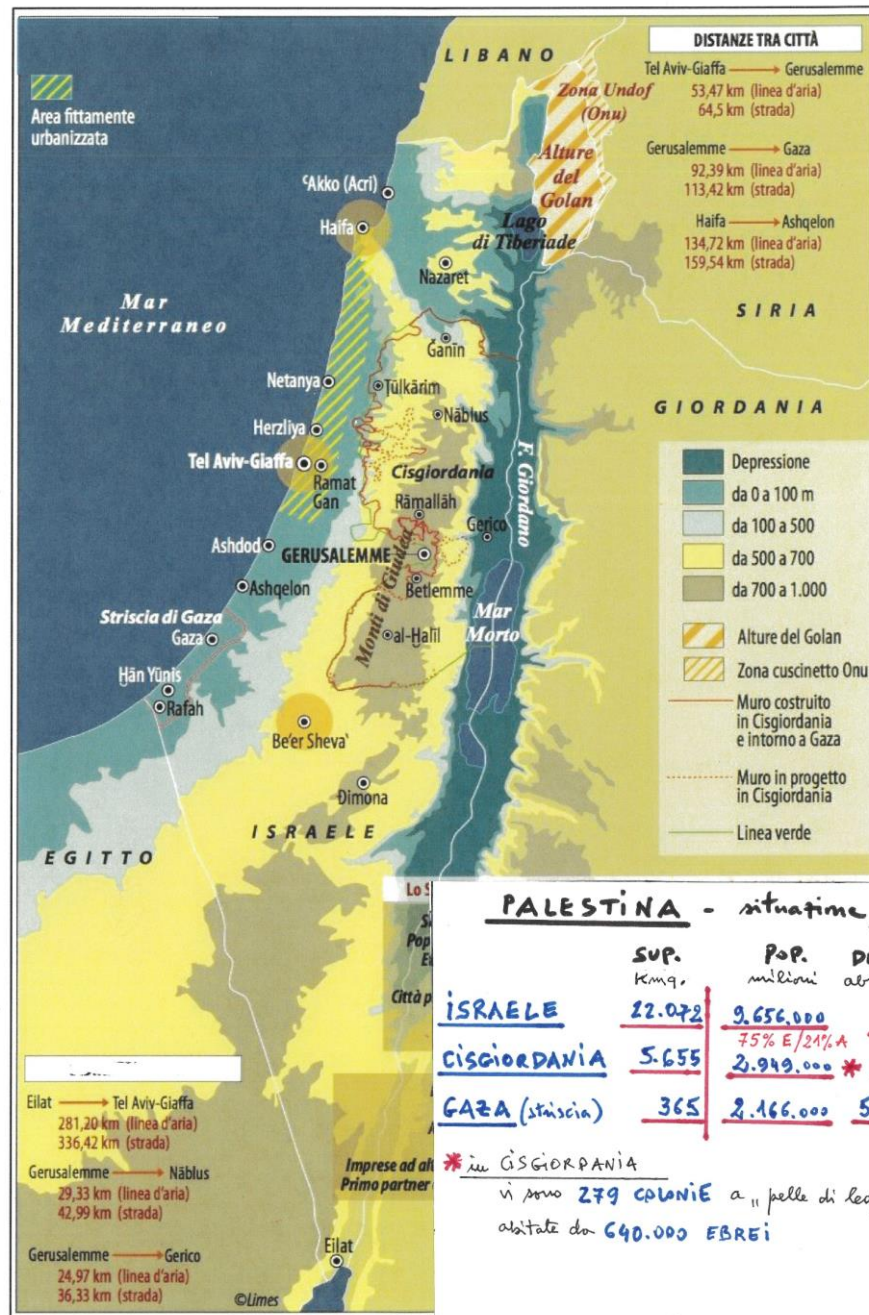 LIBANO
DISTANZE TRA CITTÀ
Tel Aviv-Giaffa → Gerusalemme
53,47 km (linea d'aria)
64,5 km (strada)
Gerusalemme → Gaza
92,39 km (linea d'aria)
113,42 km (strada)
Haifa → Ashqelon
134,72 km (linea d'aria)
159,54 km (strada)
Area fittamente
urbanizzata
Zona Undof
(Onu)
Alture
del
Golan
ʿAkko (Acri)
Haifa
Lago
di Tiberiade
Nazaret
Mar
Mediterraneo
SIRIA
Ǧanīn
Netanya
Ṭūlkārim
Nāblus
GIORDANIA
Herzliya
Tel Aviv-Giaffa
Ramat
Gan
Cisgiordania
F. Giordano
Rāmallāh
Gerico
Ashdod
GERUSALEMME
Monti di Giudea
Betlemme
Ashqelon
Striscia di Gaza
Gaza
Mar
Morto
al-Ḫalīl
Ḫān Yūnis
Rafah
Be'er Sheva'
Dimona
ISRAELE
EGITTO
Depressione
da 0 a 100 m
da 100 a 500
da 500 a 700
da 700 a 1.000
Alture del Golan
Zona cuscinetto Onu
Muro costruito
in Cisgiordania
e intorno a Gaza
Muro in progetto
in Cisgiordania
Linea verde
Lo S
Pop
Città p
Imprese ad alt
Primo partner
Eilat → Tel Aviv-Giaffa
281,20 km (linea d'aria)
336,42 km (strada)
Gerusalemme → Nāblus
29,33 km (linea d'aria)
42,99 km (strada)
Gerusalemme → Gerico
24,97 km (linea d'aria)
36,33 km (strada)
Eilat
©Limes
PALESTINA - situazione
SUP. POP. D
Kmq. milioni ab
ISRAELE 22.072 9.656.000
75% E/21% A
CISGIORDANIA 5.655 2.949.000 *
GAZA (striscia) 365 2.166.000 5
* in CISGIORDANIA
vi sono 279 COLONIE a „ pelle di leo
abitate da 640.000 EBREI